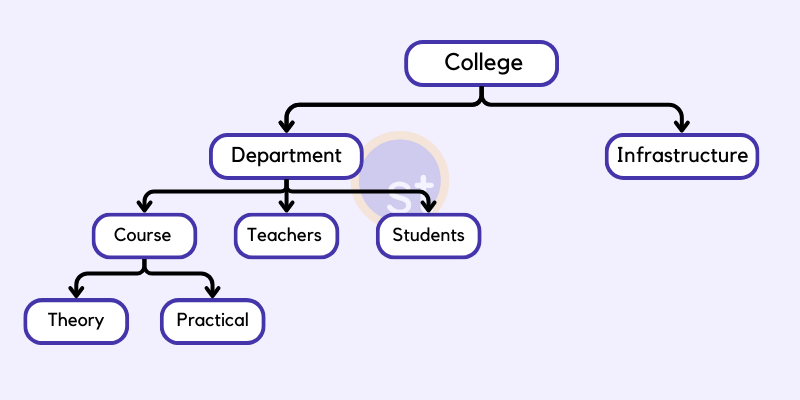 College
Department
Infrastructure
s+
Course
Teachers
Students
Theory
Practical